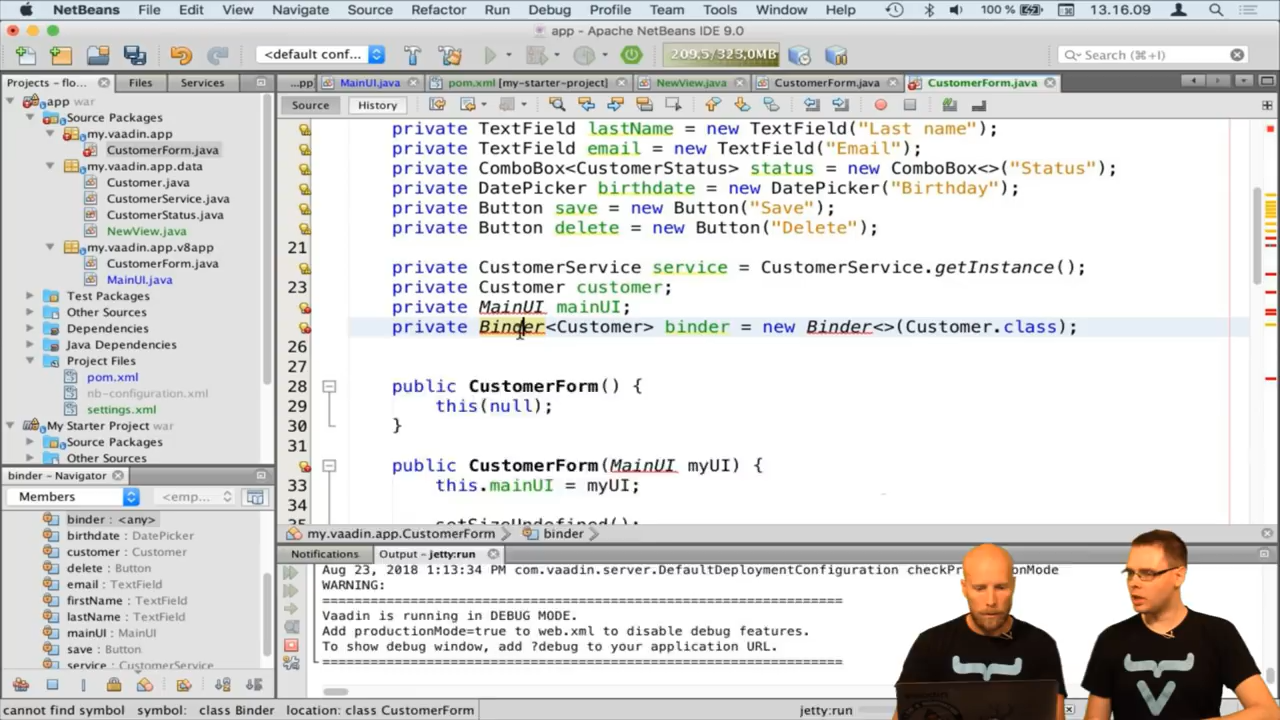 NetBeans File Edit View Navigate Source Refactor Run Debug Profile Team Tools Window Help 100 % 13.16.09
app - Apache NetBeans IDE 9.0
<default conf... 209,5/323,0MB Search (⌘+I)
Projects - flo... Files Services ...pp] MainUI.java pom.xml [my-starter-project] NewView.java CustomerForm.java CustomerForm.java
Source History
app war
Source Packages
my.vaadin.app
CustomerForm.java
my.vaadin.app.data
Customer.java
CustomerService.java
CustomerStatus.java
NewView.java
my.vaadin.app.v8app
CustomerForm.java
MainUI.java
Test Packages
Other Sources
Dependencies
Java Dependencies
Project Files
pom.xml
nb-configuration.xml
settings.xml
My Starter Project war
Source Packages
Other Sources
private TextField lastName = new TextField("Last name");
private TextField email = new TextField("Email");
private ComboBox<CustomerStatus> status = new ComboBox<>("Status");
private DatePicker birthdate = new DatePicker("Birthday");
private Button save = new Button("Save");
private Button delete = new Button("Delete");
21
private CustomerService service = CustomerService.getInstance();
23 private Customer customer;
private MainUI mainUI;
private Binder<Customer> binder = new Binder<>(Customer.class);
26
27
28 public CustomerForm() {
29 this(null);
30 }
31
public CustomerForm(MainUI myUI) {
33 this.mainUI = myUI;
34
35 setSizeUndefined();
my.vaadin.app.CustomerForm binder
binder - Navigator
Members <emp...
binder : <any>
birthdate : DatePicker
customer : Customer
delete : Button
email : TextField
firstName : TextField
lastName : TextField
mainUI : MainUI
save : Button
service : CustomerService
Notifications Output - jetty:run
Aug 23, 2018 1:13:34 PM com.vaadin.server.DefaultDeploymentConfiguration checkProductionMode
WARNING:
=================================================================
Vaadin is running in DEBUG MODE.
Add productionMode=true to web.xml to disable debug features.
To show debug window, add ?debug to your application URL.
=================================================================
cannot find symbol symbol: class Binder location: class CustomerForm jetty:run